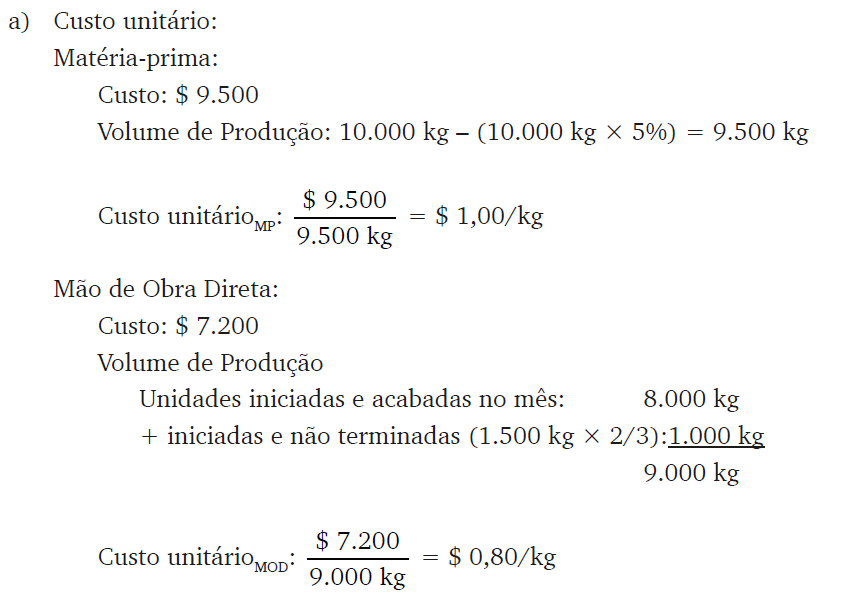 a) Custo unitário:
Matéria-prima:
Custo: $ 9.500
Volume de Produção: 10.000 kg – (10.000 kg × 5%) = 9.500 kg
Custo unitárioMP: $ 9.500 / 9.500 kg = $ 1,00/kg
Mão de Obra Direta:
Custo: $ 7.200
Volume de Produção
Unidades iniciadas e acabadas no mês: 8.000 kg
+ iniciadas e não terminadas (1.500 kg × 2/3):1.000 kg
9.000 kg
Custo unitárioMOD: $ 7.200 / 9.000 kg = $ 0,80/kg